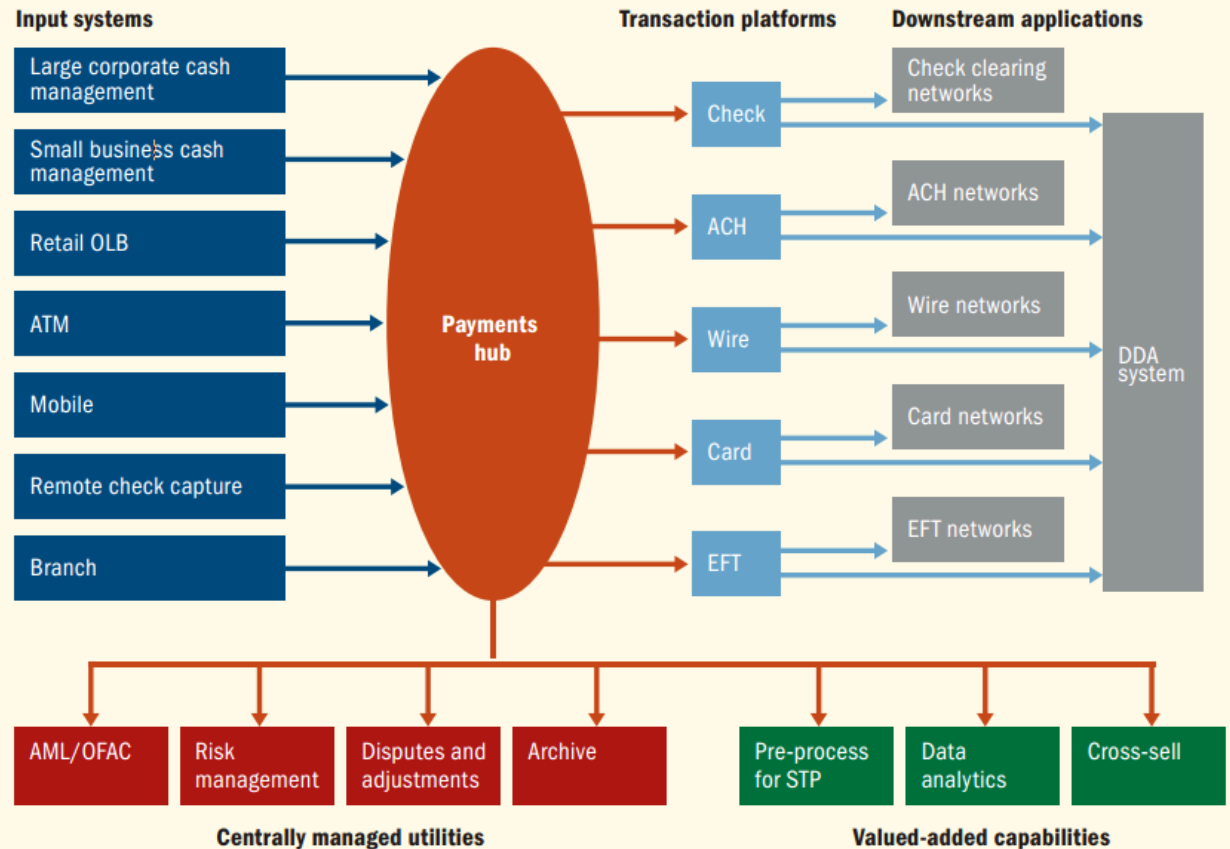 Input systems
Transaction platforms
Downstream applications
Large corporate cash
management
Small business cash
management
Retail OLB
ATM
Mobile
Remote check capture
Branch
Payments
hub
Check
ACH
Wire
Card
EFT
Check clearing
networks
ACH networks
Wire networks
Card networks
EFT networks
DDA
system
AML/OFAC
Risk
management
Disputes and
adjustments
Archive
Pre-process
for STP
Data
analytics
Cross-sell
Centrally managed utilities
Valued-added capabilities